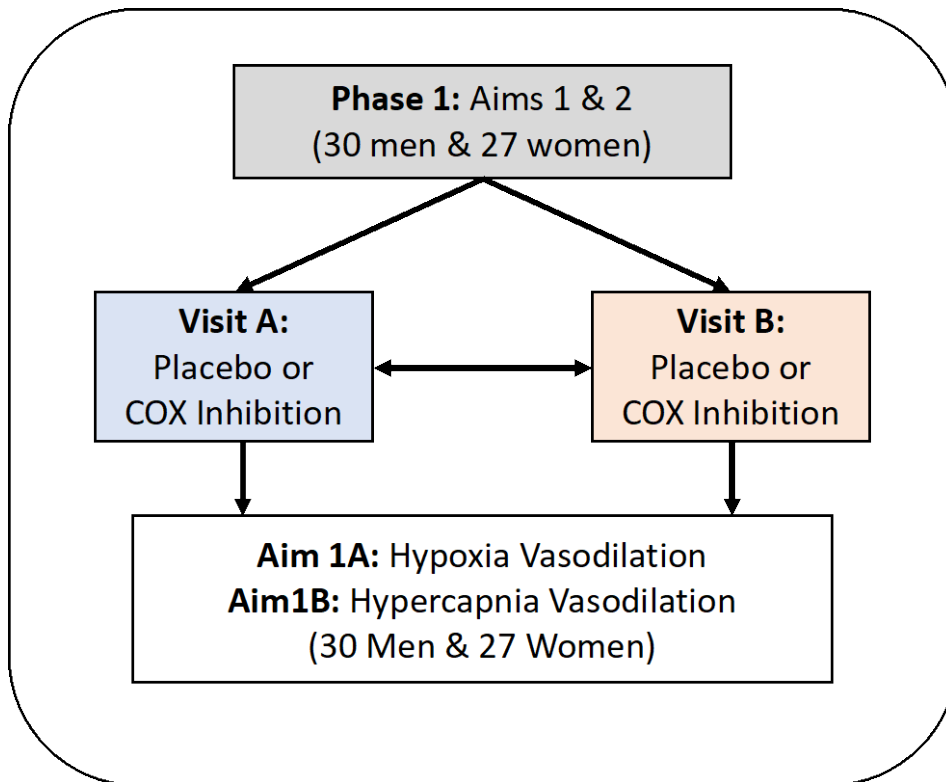 Phase 1: Aims 1 & 2
(30 men & 27 women)
Visit A:
Placebo or
COX Inhibition
Visit B:
Placebo or
COX Inhibition
Aim 1A: Hypoxia Vasodilation
Aim1B: Hypercapnia Vasodilation
(30 Men & 27 Women)